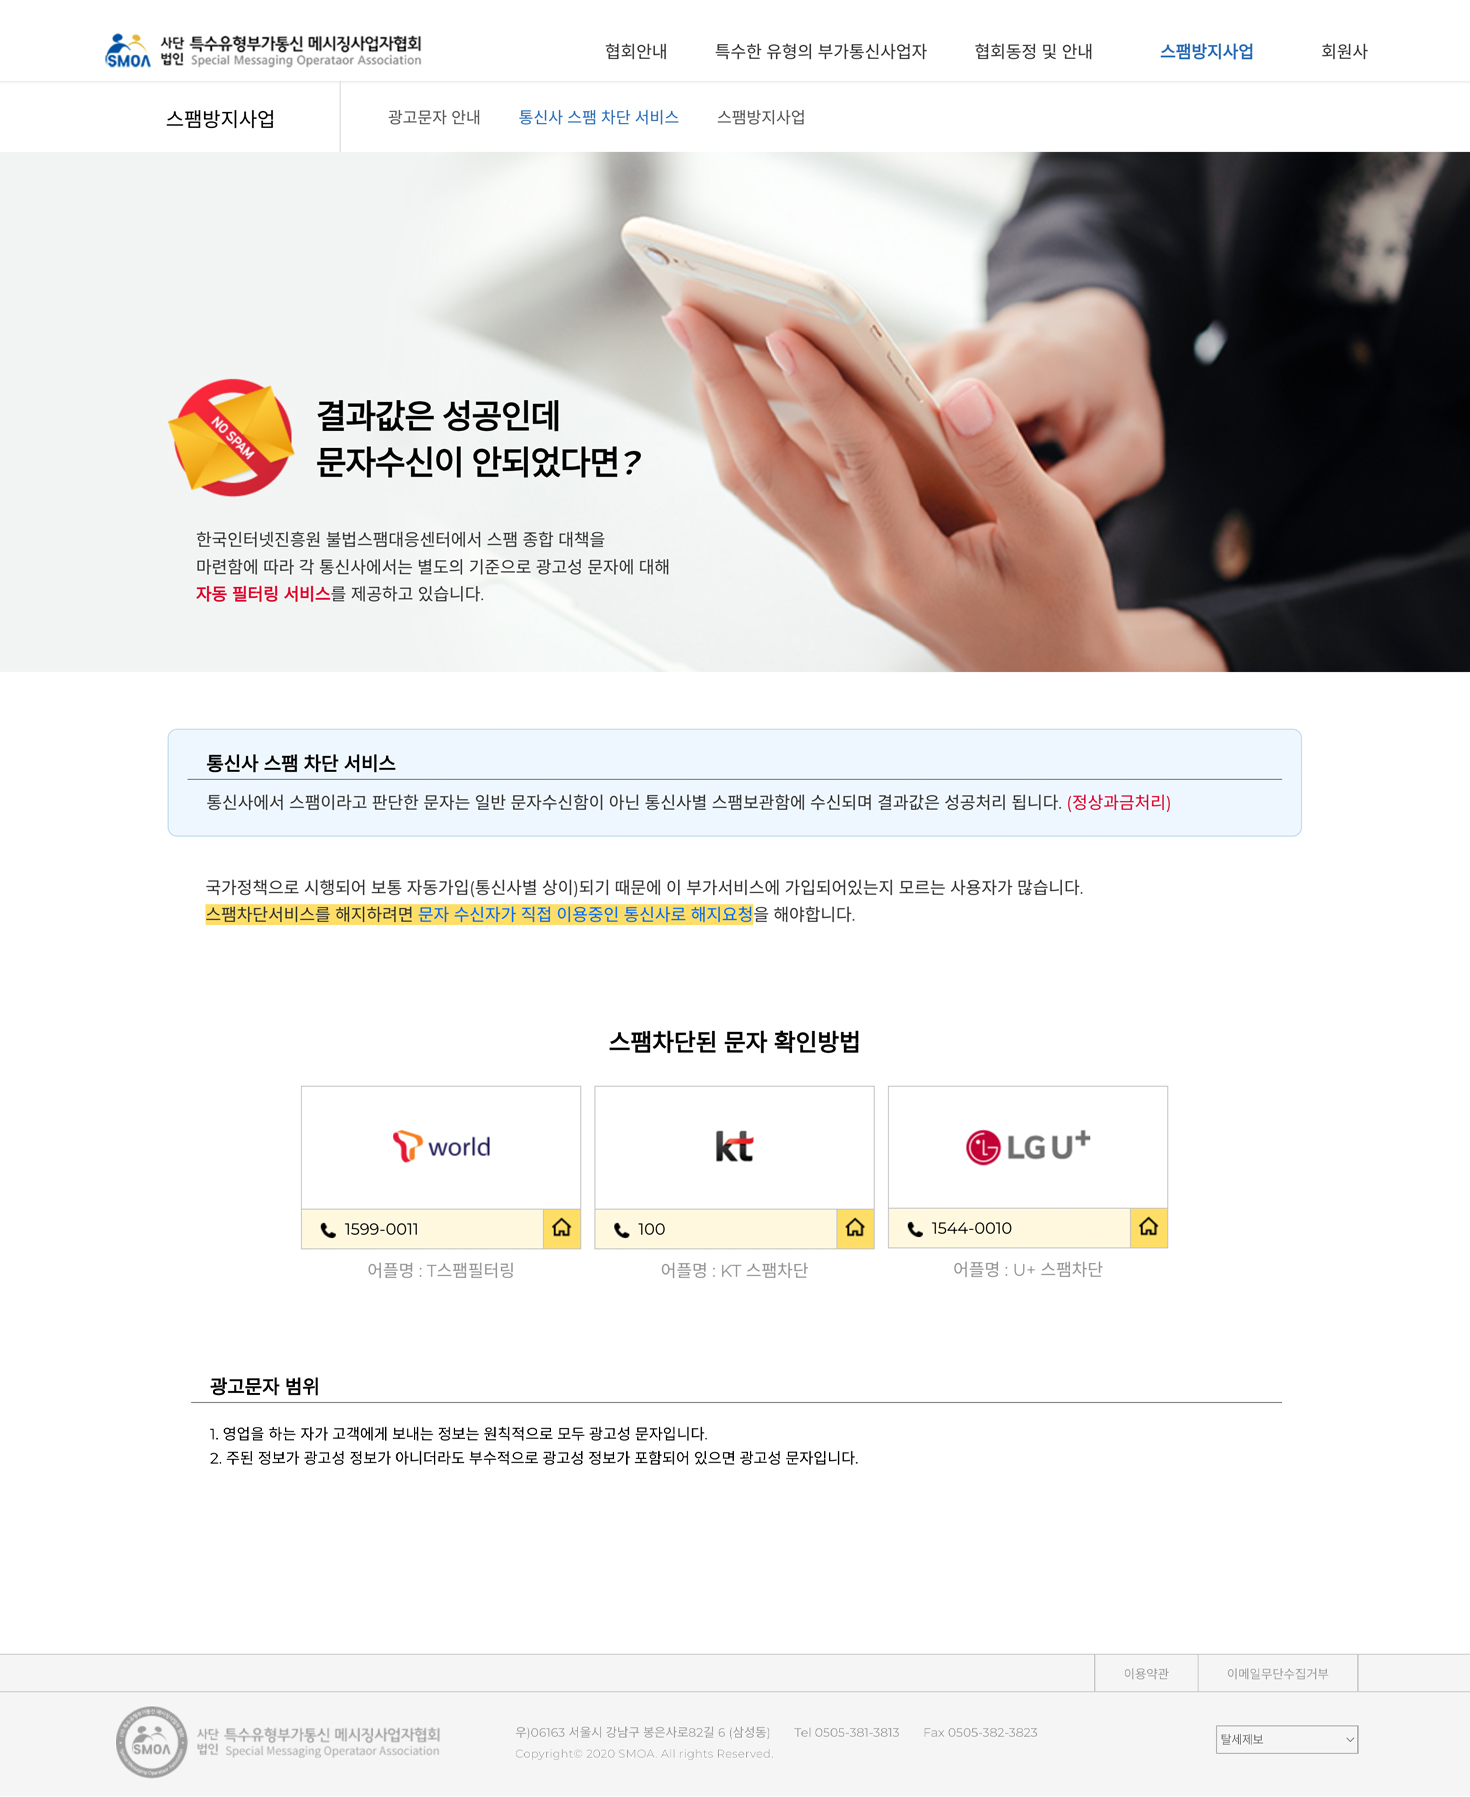 SMOA 사단법인 특수유형부가통신 메시징사업자협회
Special Messaging Operataor Association
협회안내 특수한 유형의 부가통신사업자 협회동정 및 안내 스팸방지사업 회원사
스팸방지사업 광고문자 안내 통신사 스팸 차단 서비스 스팸방지사업
NO SPAM
결과값은 성공인데
문자수신이 안되었다면?
한국인터넷진흥원 불법스팸대응센터에서 스팸 종합 대책을
마련함에 따라 각 통신사에서는 별도의 기준으로 광고성 문자에 대해
자동 필터링 서비스를 제공하고 있습니다.
통신사 스팸 차단 서비스
통신사에서 스팸이라고 판단한 문자는 일반 문자수신함이 아닌 통신사별 스팸보관함에 수신되며 결과값은 성공처리 됩니다. (정상과금처리)
국가정책으로 시행되어 보통 자동가입(통신사별 상이)되기 때문에 이 부가서비스에 가입되어있는지 모르는 사용자가 많습니다.
스팸차단서비스를 해지하려면 문자 수신자가 직접 이용중인 통신사로 해지요청을 해야합니다.
스팸차단된 문자 확인방법
T world kt LG U+
1599-0011 100 1544-0010
어플명 : T스팸필터링 어플명 : KT 스팸차단 어플명 : U+ 스팸차단
광고문자 범위
1. 영업을 하는 자가 고객에게 보내는 정보는 원칙적으로 모두 광고성 문자입니다.
2. 주된 정보가 광고성 정보가 아니더라도 부수적으로 광고성 정보가 포함되어 있으면 광고성 문자입니다.
이용약관 이메일무단수집거부
SMOA 사단법인 특수유형부가통신 메시징사업자협회
Special Messaging Operataor Association
우)06163 서울시 강남구 봉은사로82길 6 (삼성동) Tel 0505-381-3813 Fax 0505-382-3823
Copyright© 2020 SMOA. All rights Reserved.
탈세제보